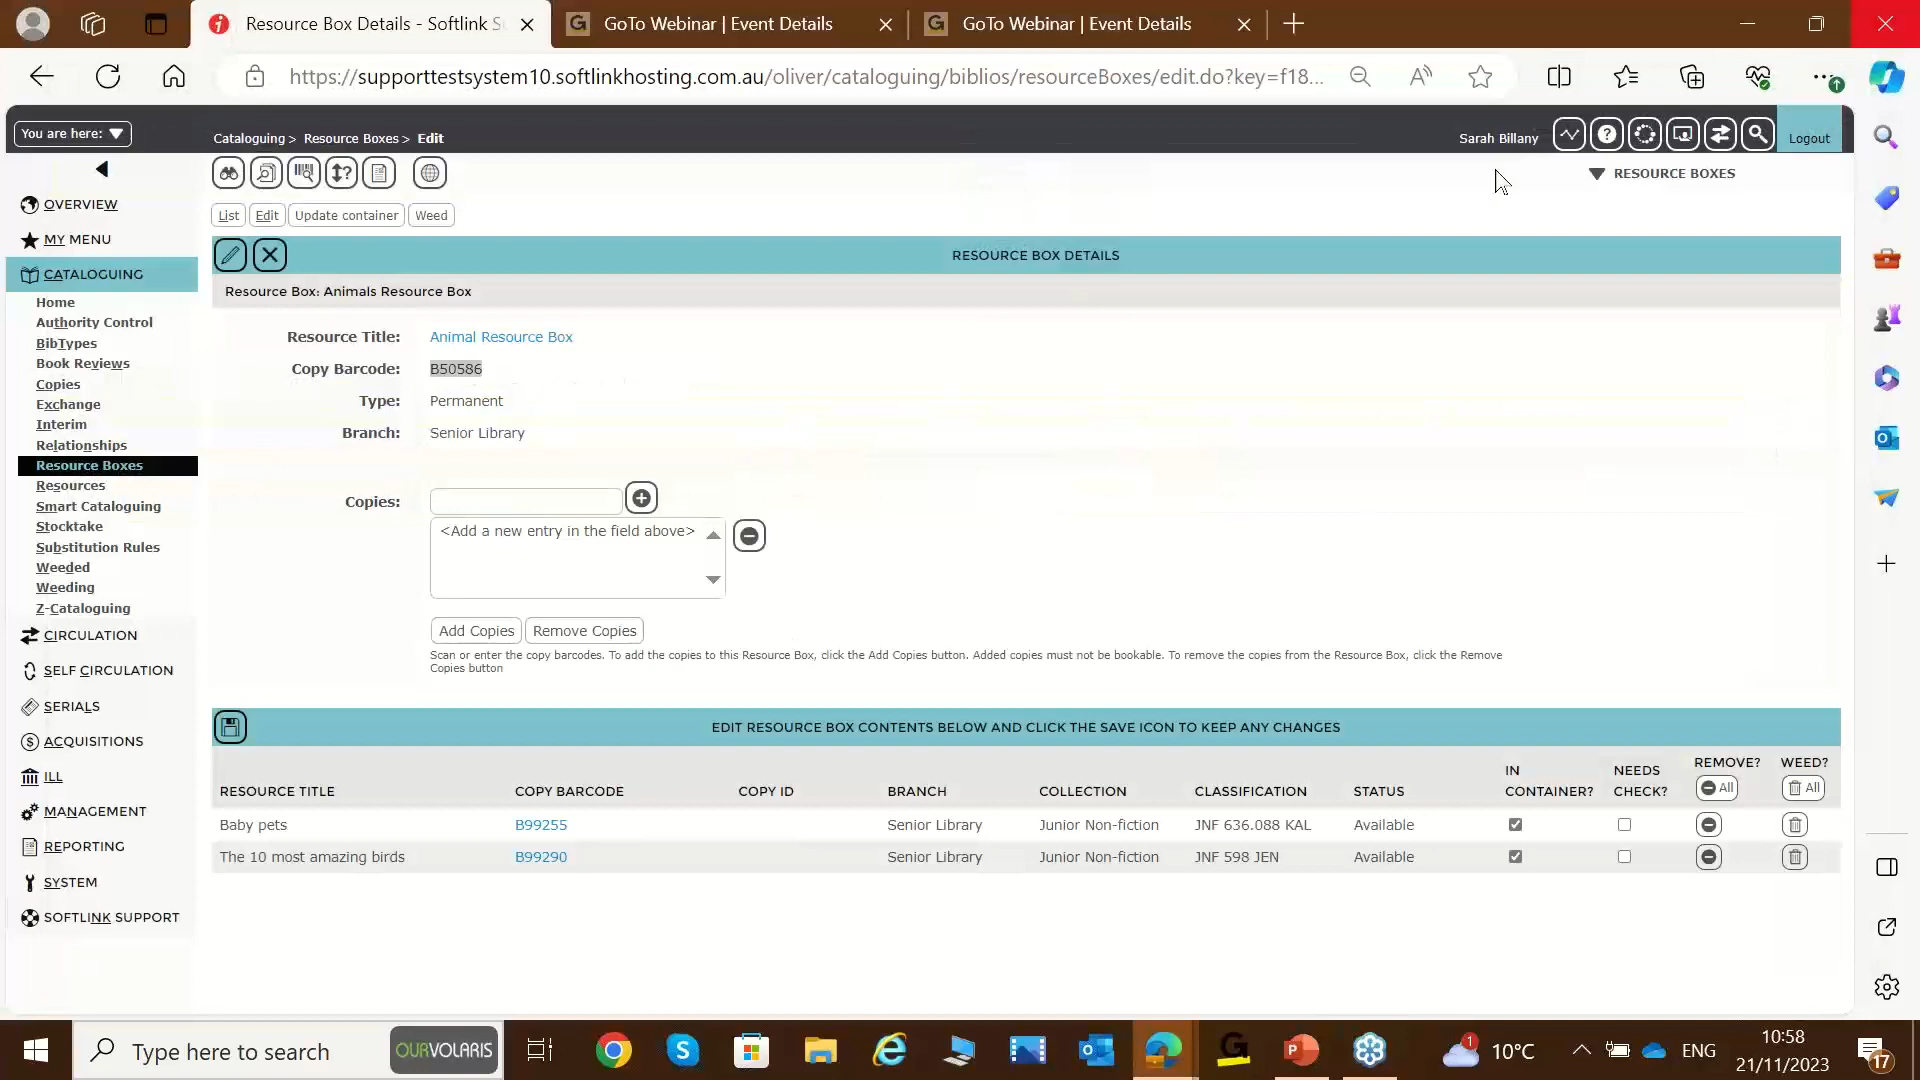 Resource Box Details - Softlink S
GoTo Webinar | Event Details
GoTo Webinar | Event Details
https://supporttestsystem10.softlinkhosting.com.au/oliver/cataloguing/biblios/resourceBoxes/edit.do?key=f18...
You are here:
Cataloguing > Resource Boxes > Edit
Sarah Billany
Logout
RESOURCE BOXES
List Edit Update container Weed
OVERVIEW
MY MENU
CATALOGUING
Home
Authority Control
BibTypes
Book Reviews
Copies
Exchange
Interim
Relationships
Resource Boxes
Resources
Smart Cataloguing
Stocktake
Substitution Rules
Weeded
Weeding
Z-Cataloguing
CIRCULATION
SELF CIRCULATION
SERIALS
ACQUISITIONS
ILL
MANAGEMENT
REPORTING
SYSTEM
SOFTLINK SUPPORT
RESOURCE BOX DETAILS
Resource Box: Animals Resource Box
Resource Title: Animal Resource Box
Copy Barcode: B50586
Type: Permanent
Branch: Senior Library
Copies:
<Add a new entry in the field above>
Add Copies Remove Copies
Scan or enter the copy barcodes. To add the copies to this Resource Box, click the Add Copies button. Added copies must not be bookable. To remove the copies from the Resource Box, click the Remove
Copies button
EDIT RESOURCE BOX CONTENTS BELOW AND CLICK THE SAVE ICON TO KEEP ANY CHANGES
RESOURCE TITLE COPY BARCODE COPY ID BRANCH COLLECTION CLASSIFICATION STATUS IN CONTAINER? NEEDS CHECK? REMOVE? All WEED? All
Baby pets B99255 Senior Library Junior Non-fiction JNF 636.088 KAL Available
The 10 most amazing birds B99290 Senior Library Junior Non-fiction JNF 598 JEN Available
Type here to search
OURVOLARIS
1
10°C
ENG
10:58
21/11/2023
17